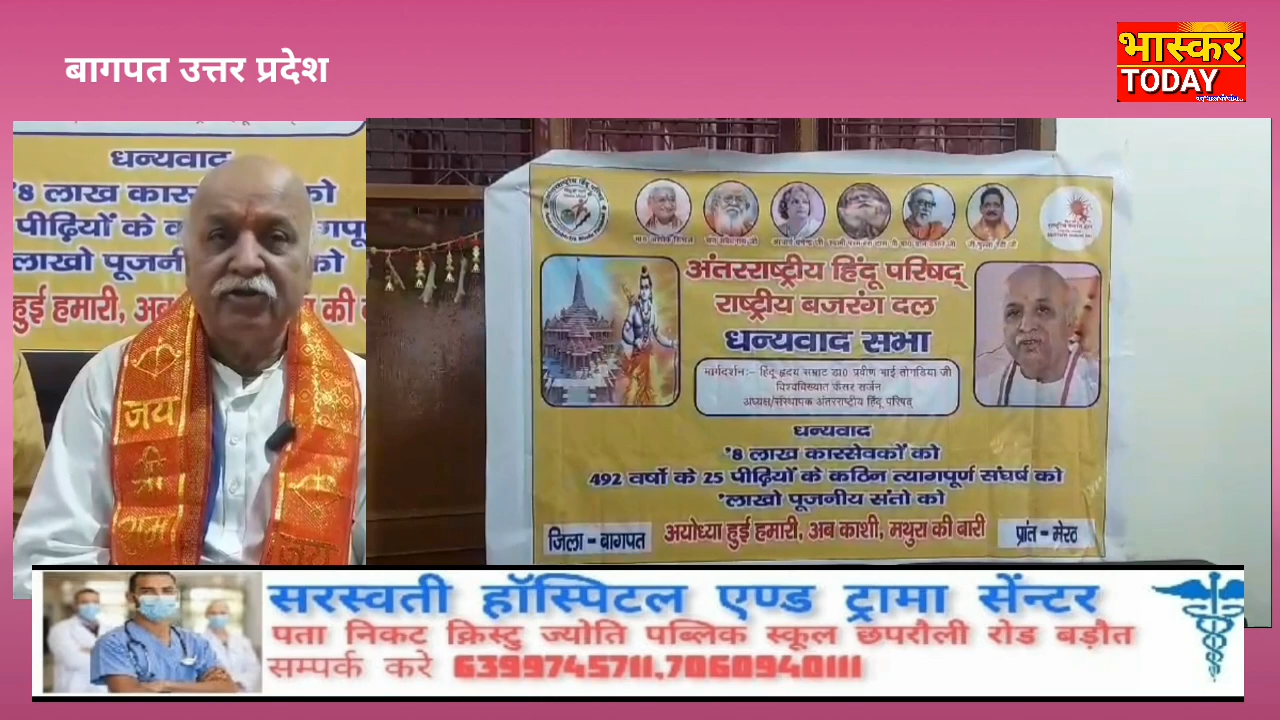 बागपत उत्तर प्रदेश
भास्कर
TODAY
धन्यवाद
'8 लाख कारसे
को
पीढ़ियों के
लाखो पूजनी
को
हुई हमारी, अब
की
जय
श्री
राम
अंतरराष्ट्रीय हिंदू परिषद्
राष्ट्रीय बजरंग दल
धन्यवाद सभा
मार्गदर्शन:- हिंदू हृदय सम्राट डा० प्रवीण भाई तोगडिया जी
विश्वविख्यात कैंसर सर्जन
अध्यक्ष/संस्थापक अंतरराष्ट्रीय हिंदू परिषद्
धन्यवाद
'8 लाख कारसेवकों को
492 वर्षो के 25 पीढ़ियों के कठिन त्यागपूर्ण संघर्ष को
'लाखो पूजनीय संतो को
जिला - बागपत
अयोध्या हुई हमारी, अब काशी, मथुरा की बारी
प्रांत - मेरठ
सरस्वती हॉस्पिटल एण्ड ट्रामा सेंन्टर
पता निकट क्रिस्टु ज्योति पब्लिक स्कूल छपरौली रोड बड़ौत
सम्पर्क करे 6399745711,7060940111